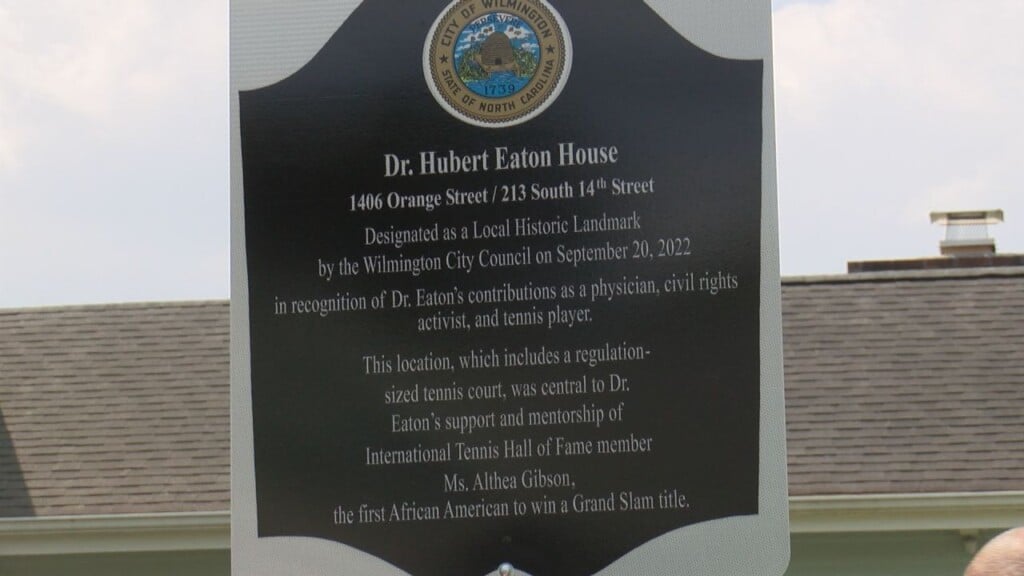 CITY OF WILMINGTON
PERSEVERE
1739
STATE OF NORTH CAROLINA
Dr. Hubert Eaton House
1406 Orange Street / 213 South 14th Street
Designated as a Local Historic Landmark
by the Wilmington City Council on September 20, 2022
in recognition of Dr. Eaton's contributions as a physician, civil rights
activist, and tennis player.
This location, which includes a regulation-
sized tennis court, was central to Dr.
Eaton's support and mentorship of
International Tennis Hall of Fame member
Ms. Althea Gibson,
the first African American to win a Grand Slam title.